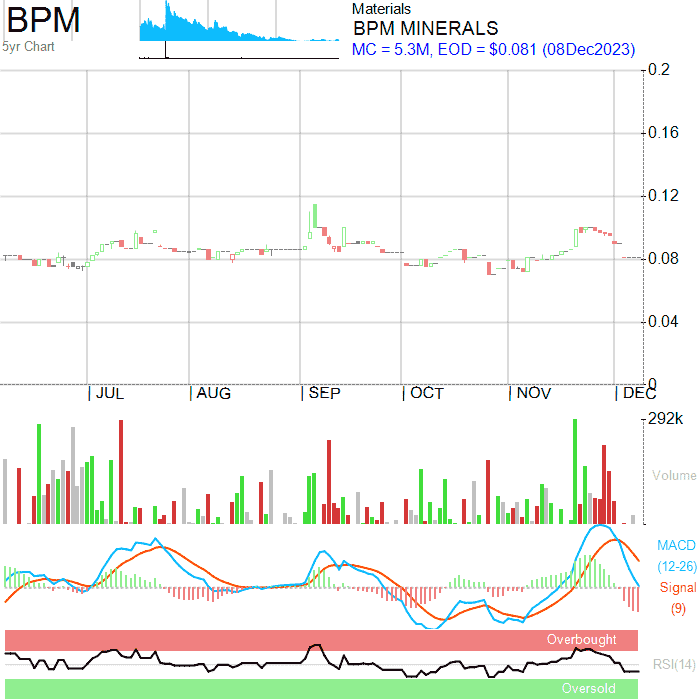 BPM
5yr Chart
Materials
BPM MINERALS
MC = 5.3M, EOD = $0.081 (08Dec2023)
0.2
0.16
0.12
0.08
0.04
0
| JUL | AUG | SEP | OCT | NOV | DEC
292k
Volume
MACD
(12-26)
Signal
(9)
Overbought
RSI(14)
Oversold